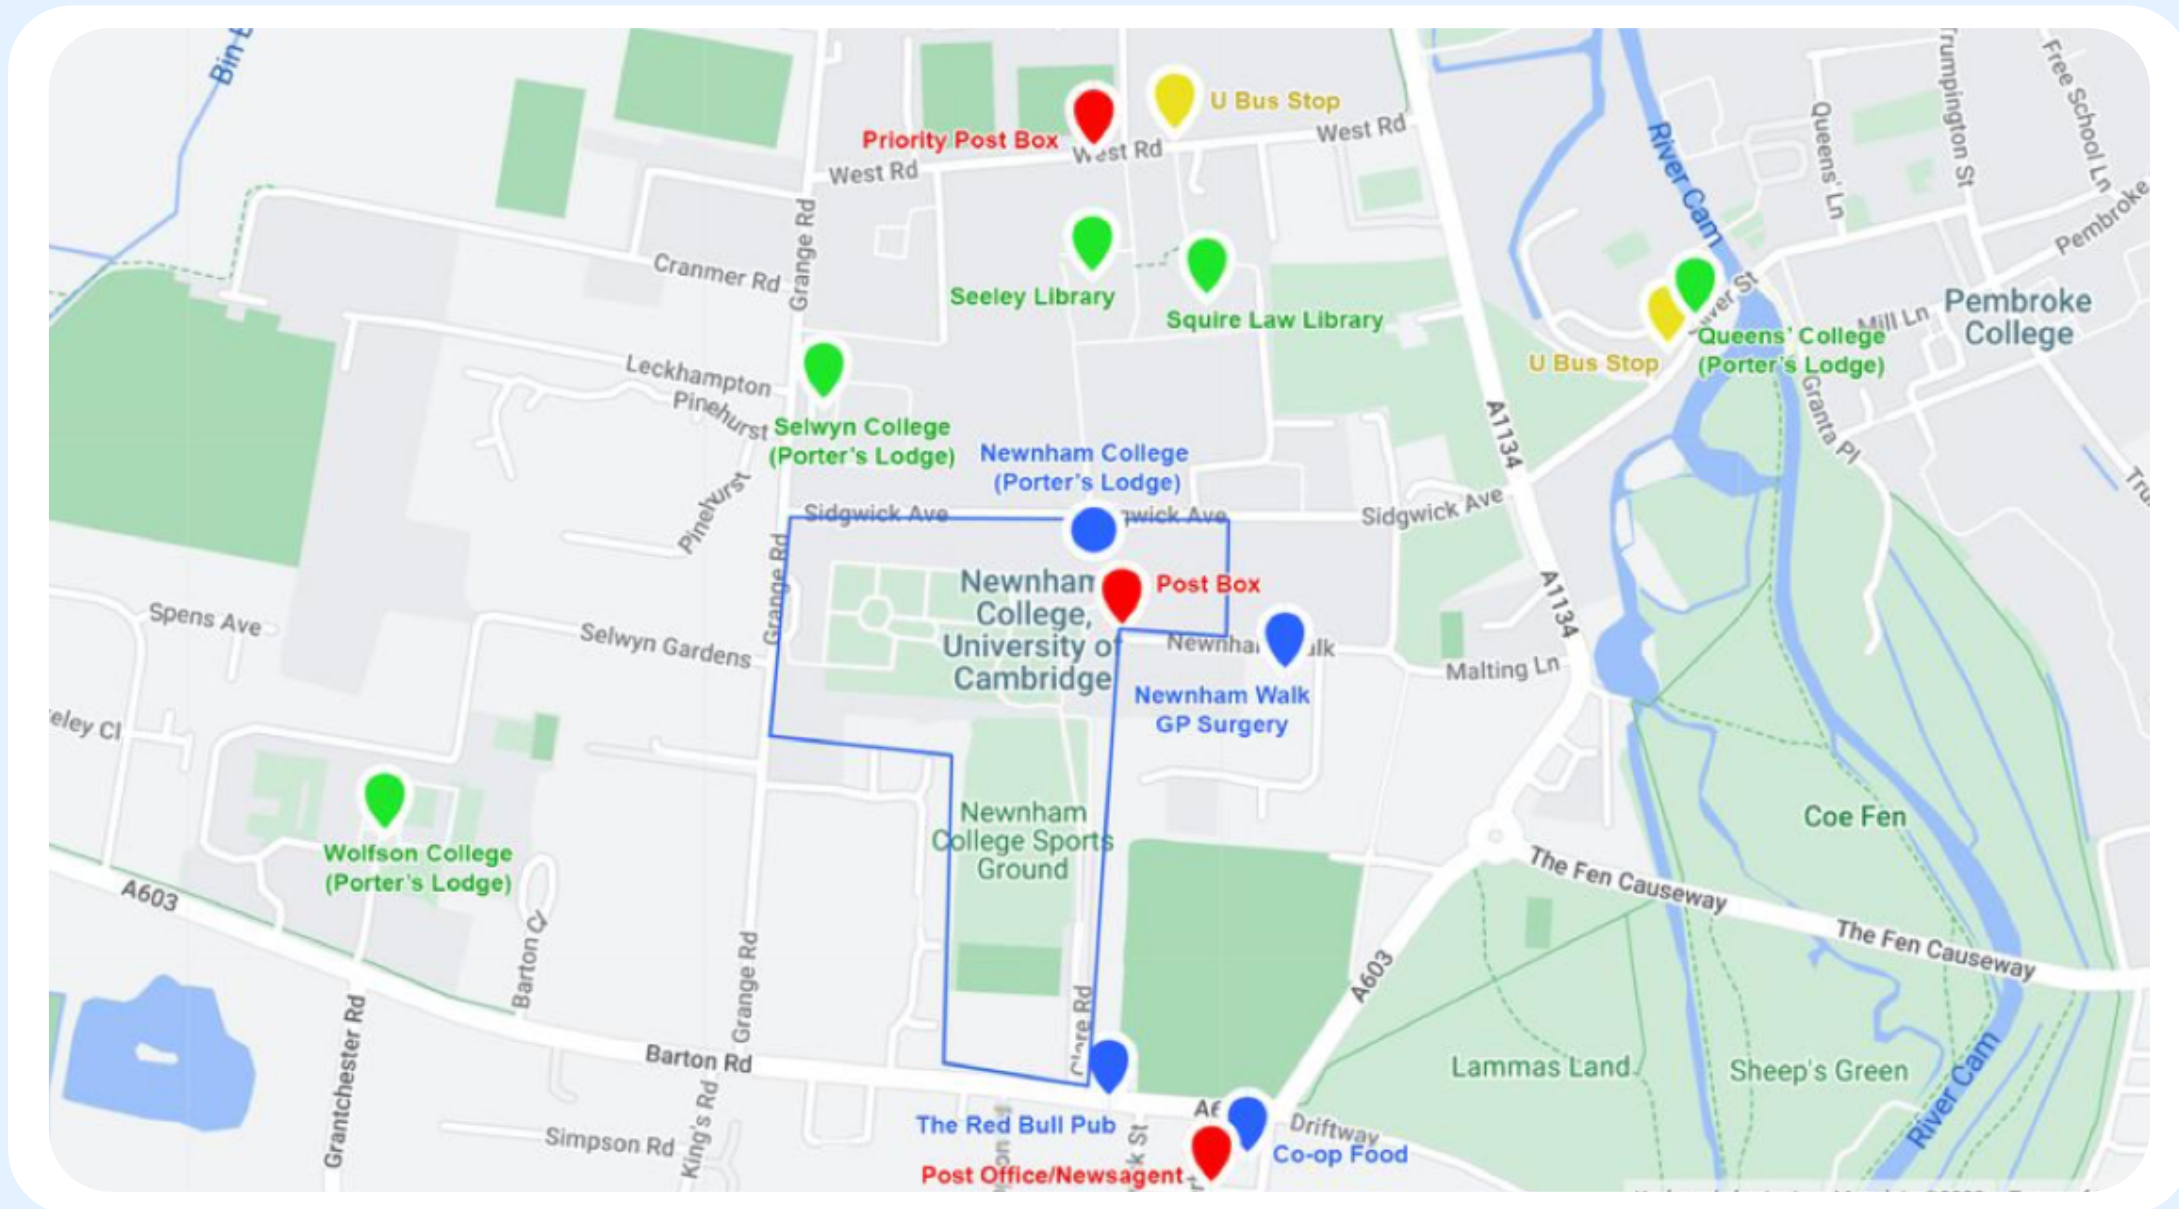 Trumpington St
Free School Ln
U Bus Stop
Priority Post Box
West Rd
West Rd
West Rd
River Cam
Queens' Ln
Pembroke
Grange Rd
Cranmer Rd
Seeley Library
Squire Law Library
Mill Ln
Pembroke
College
Queens' College
(Porter's Lodge)
U Bus Stop
Leckhampton
Pinehurst
Granta Pl
A1134
Selwyn College
(Porter's Lodge)
Newnham College
(Porter's Lodge)
Pinehurst
Sidgwick Ave
Sidgwick Ave
Grange Rd
Newnham
College,
University of
Cambridge
Post Box
A1134
Spens Ave
Selwyn Gardens
Malting Ln
Newnham Walk
GP Surgery
Newnham
College Sports
Ground
Coe Fen
Wolfson College
(Porter's Lodge)
A603
Barton Cl
The Fen Causeway
The Fen Causeway
Grange Rd
A603
Grantchester Rd
Barton Rd
Lammas Land
Sheep's Green
River Cam
King's Rd
Simpson Rd
The Red Bull Pub
Driftway
Co-op Food
Post Office/Newsagent